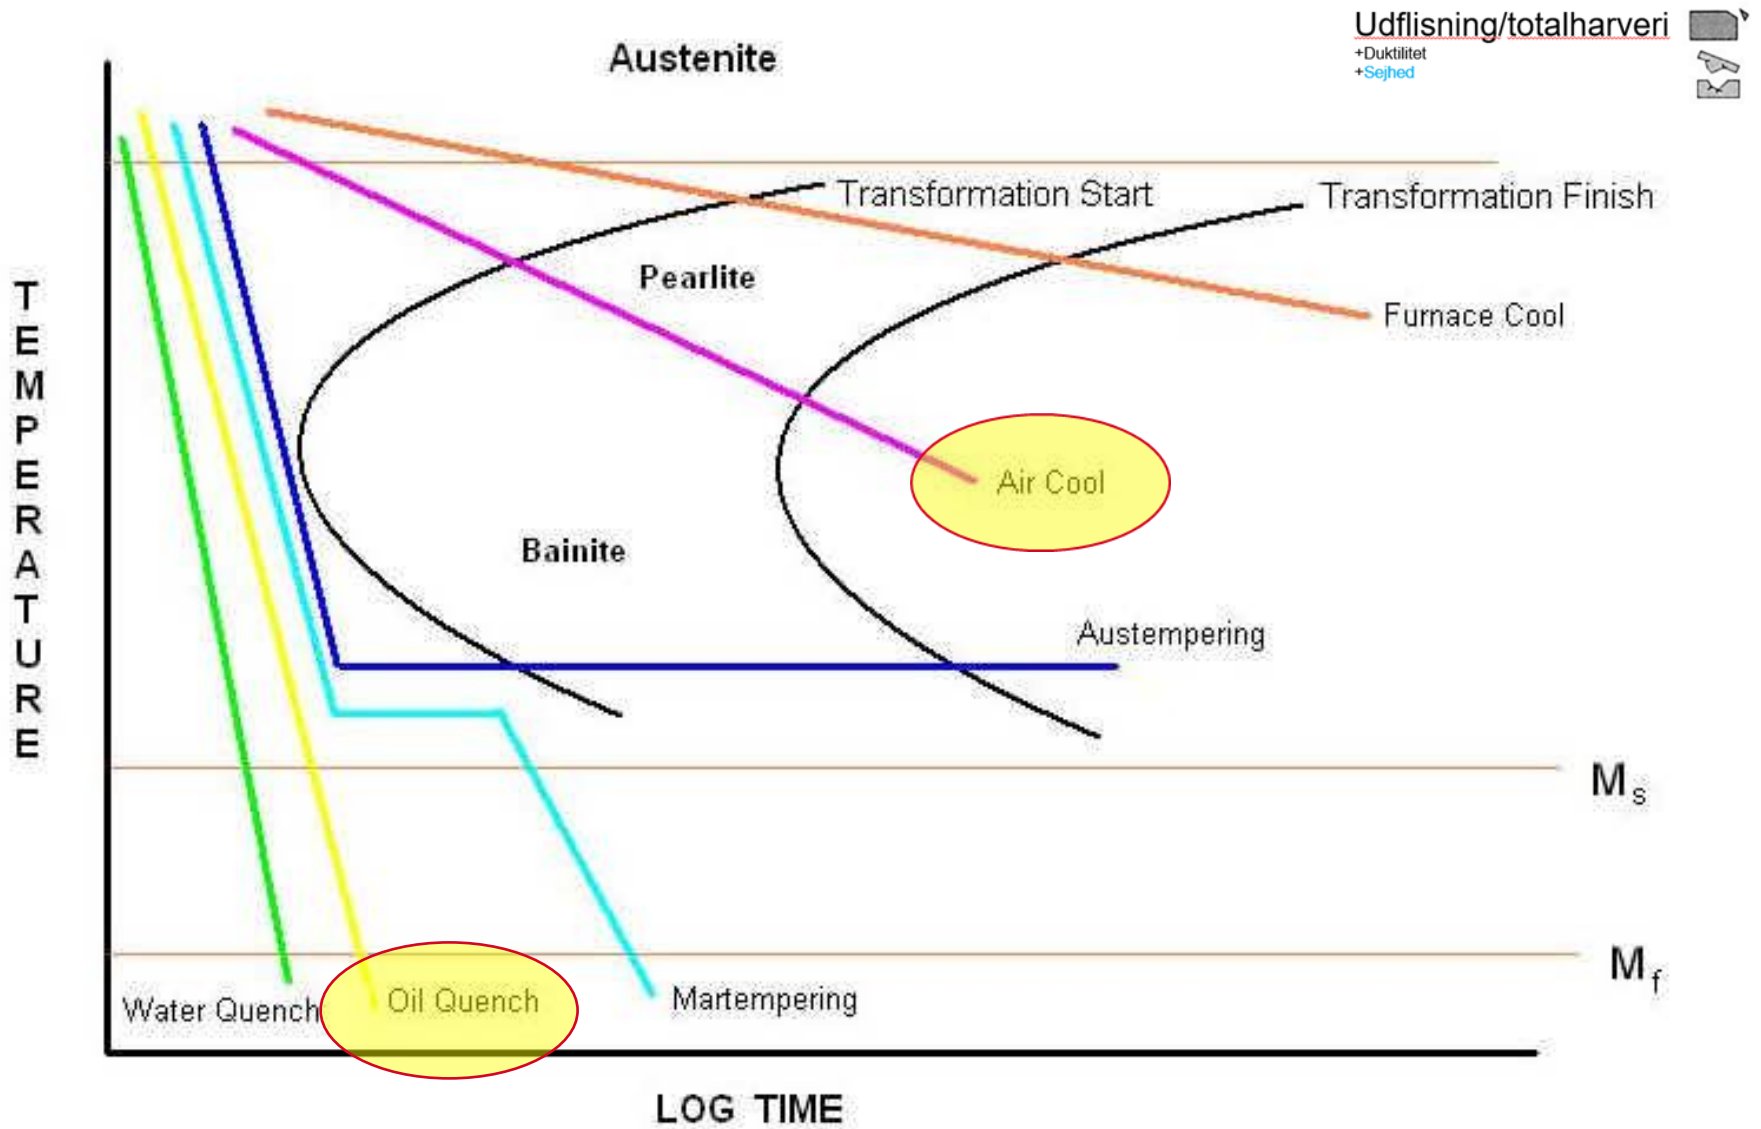 Udflisning/totalharveri
+Duktilitet
+Sejhed
Austenite
Transformation Start
Transformation Finish
Pearlite
Furnace Cool
TEMPERATURE
Air Cool
Bainite
Austempering
Ms
Mf
Water Quench
Oil Quench
Martempering
LOG TIME